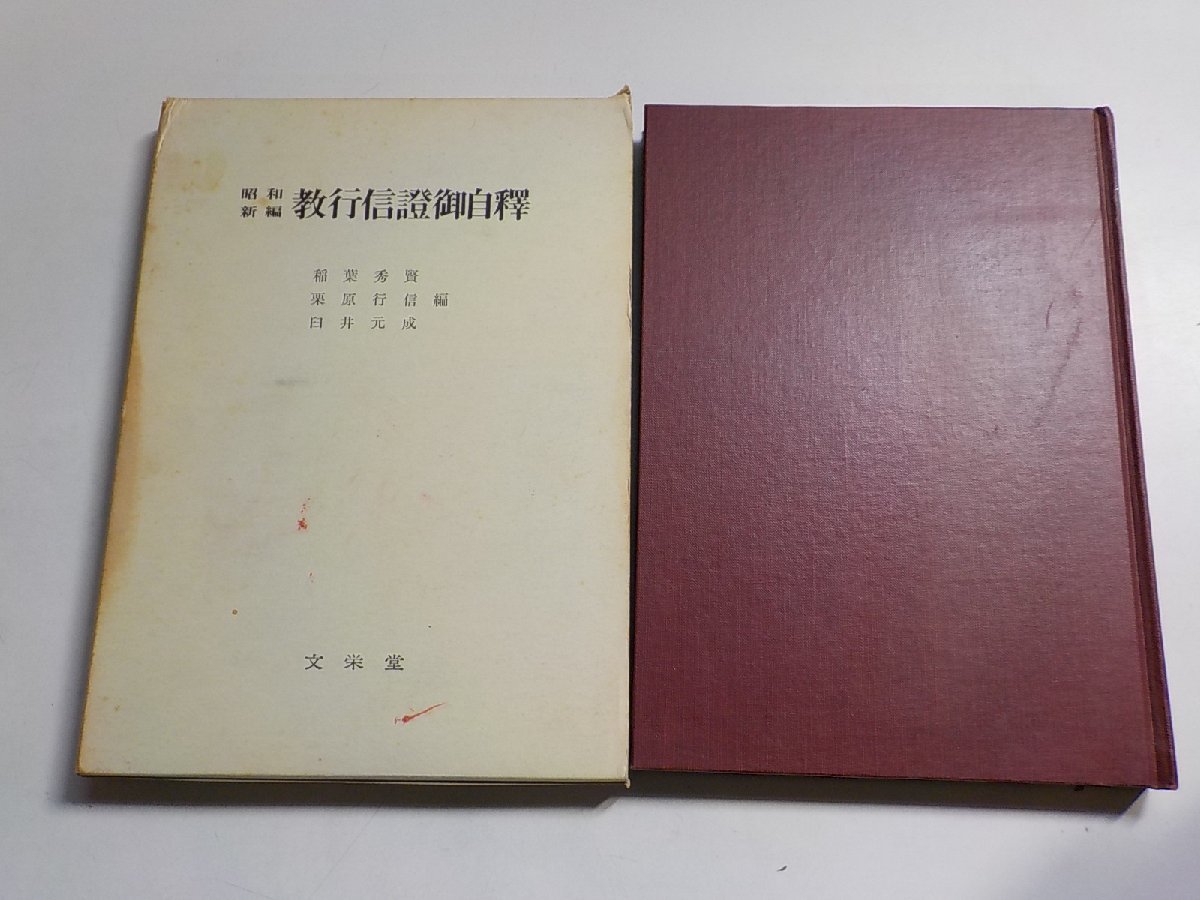 昭和
新編 教行信證御自釋
稲葉秀賢
栗原行信 編
臼井元成
文栄堂